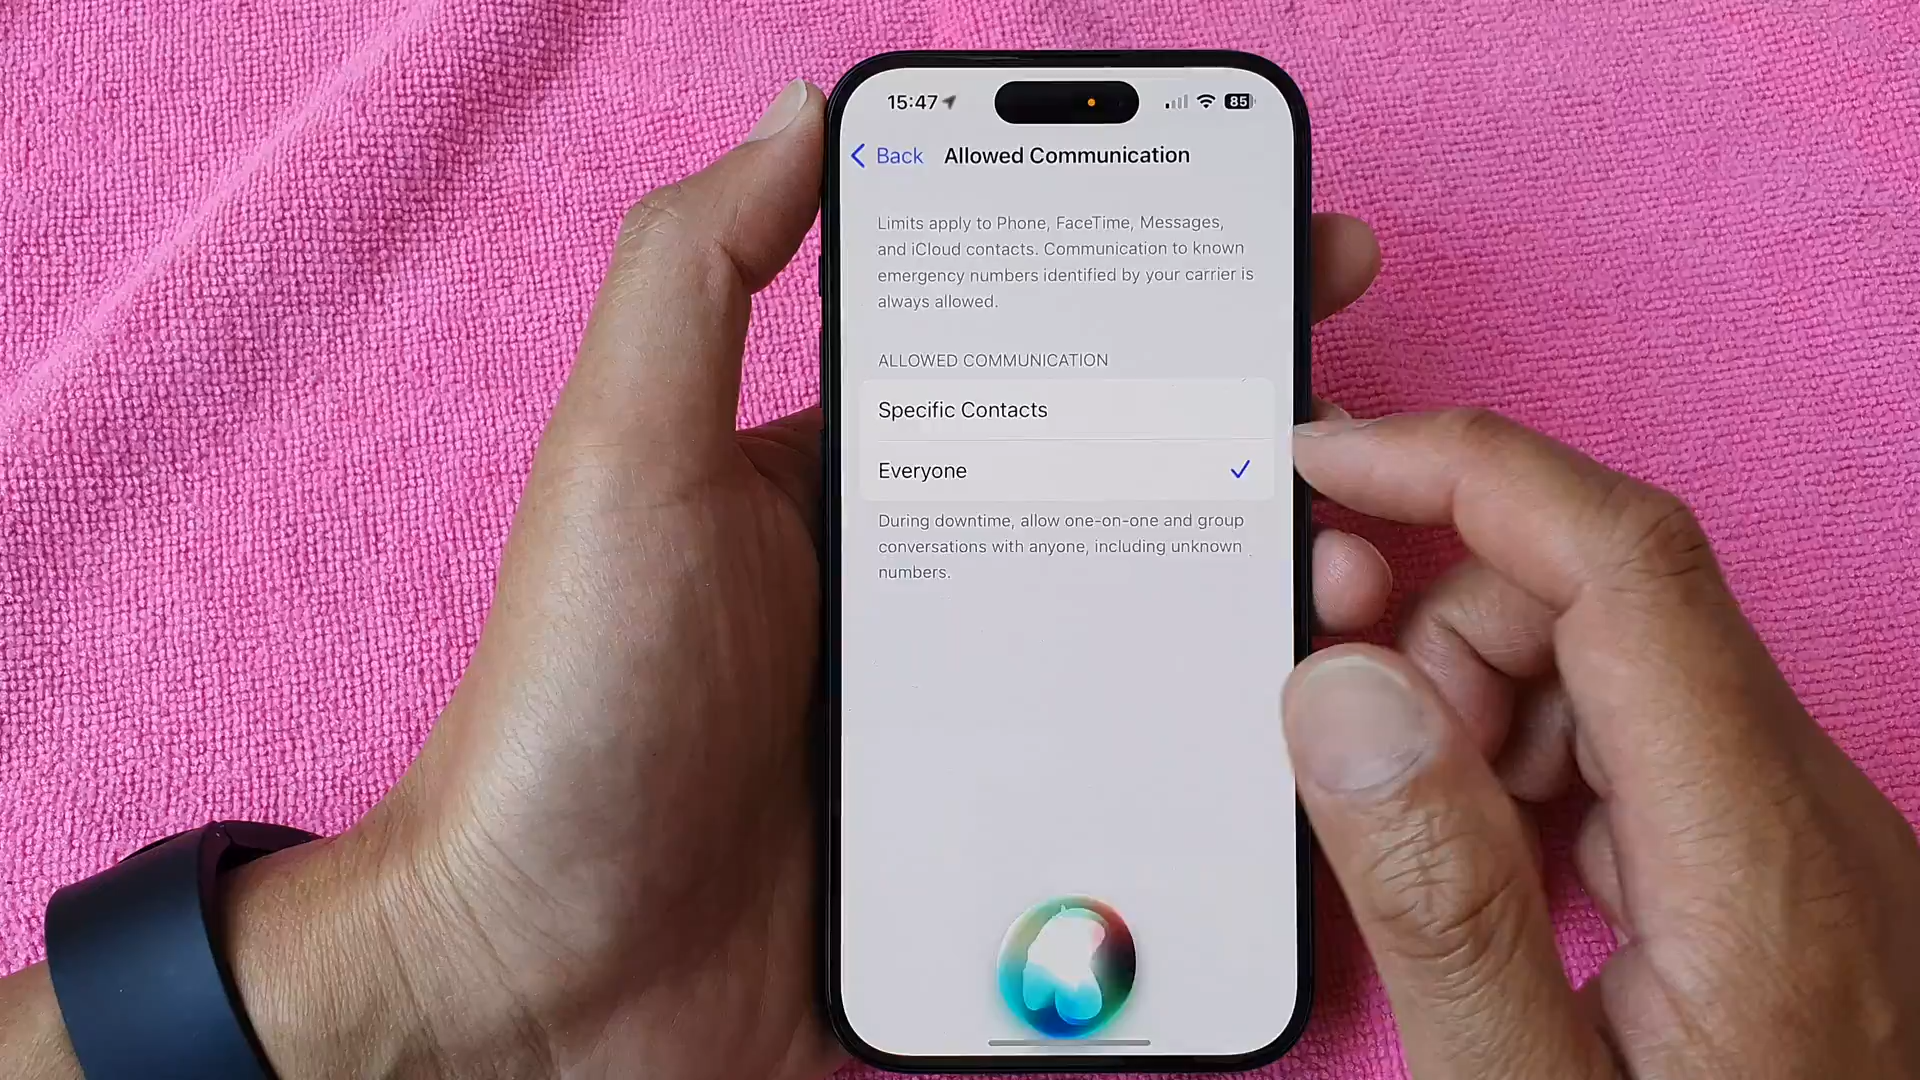 15:47
85
Back Allowed Communication
Limits apply to Phone, FaceTime, Messages,
and iCloud contacts. Communication to known
emergency numbers identified by your carrier is
always allowed.
ALLOWED COMMUNICATION
Specific Contacts
Everyone
During downtime, allow one-on-one and group
conversations with anyone, including unknown
numbers.